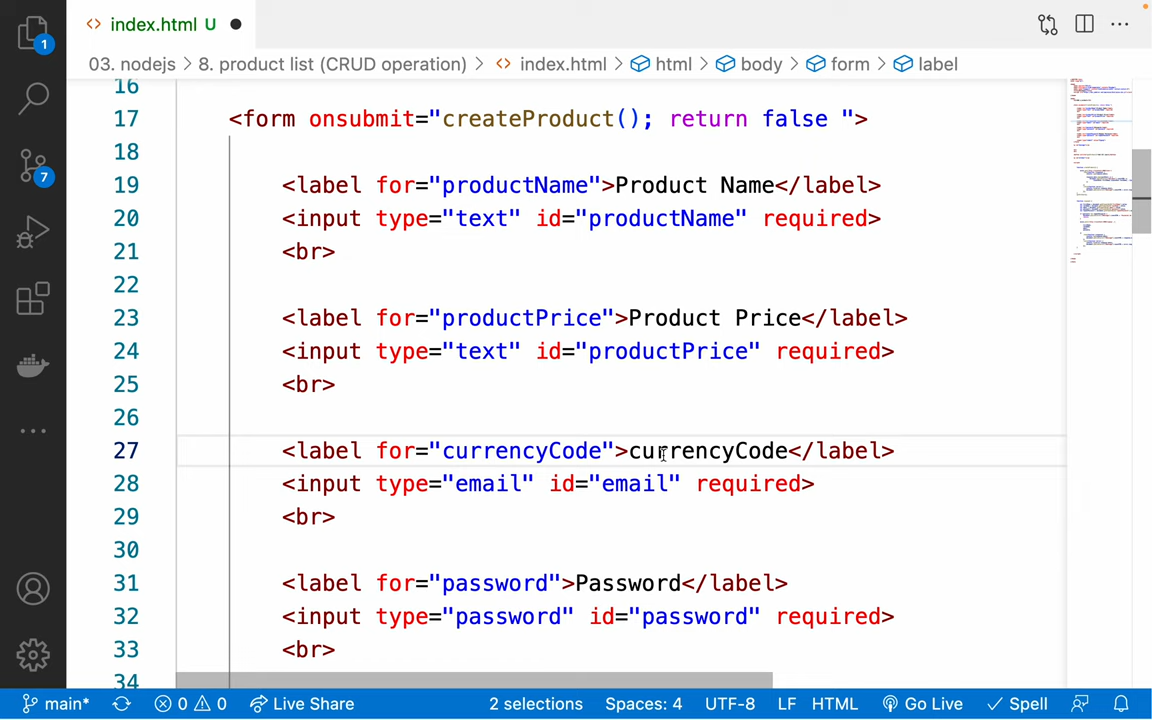 index.html U
1
03. nodejs > 8. product list (CRUD operation) > index.html > html > body > form > label
16
17 <form onsubmit="createProduct(); return false ">
18
19 <label for="productName">Product Name</label>
20 <input type="text" id="productName" required>
21 <br>
7
22
23 <label for="productPrice">Product Price</label>
24 <input type="text" id="productPrice" required>
25 <br>
26
27 <label for="currencyCode">currencyCode</label>
28 <input type="email" id="email" required>
29 <br>
30
31 <label for="password">Password</label>
32 <input type="password" id="password" required>
33 <br>
34
main* 0 0 Live Share 2 selections Spaces: 4 UTF-8 LF HTML Go Live Spell